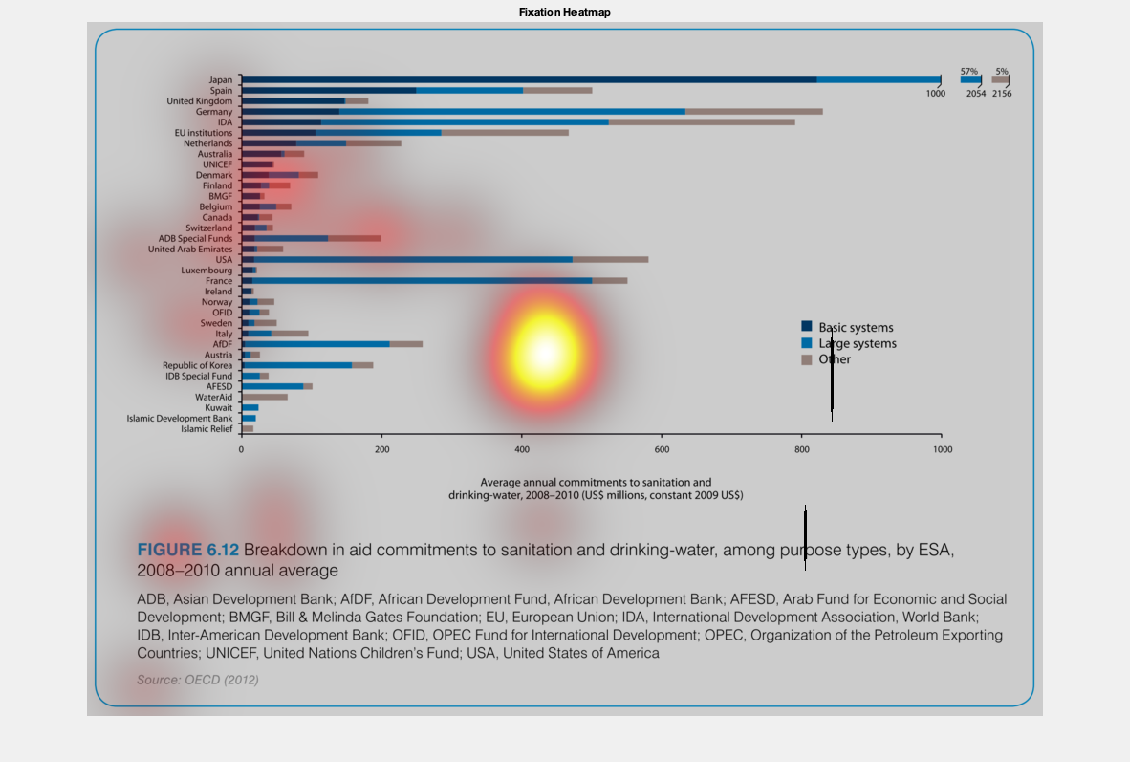 Fixation Heatmap
Japan
57%
5%
Spain
1000
2054
2156
United Kingdom
Germany
IDA
EU institutions
Netherlands
Australia
UNICEF
Denmark
Finland
BMGF
Belgium
Canada
Switzerland
ADB Special Funds
United Arab Emirates
USA
Luxembourg
France
Ireland
Norway
OFID
Sweden
Italy
AfDF
Austria
Republic of Korea
IDB Special Fund
AFESD
WaterAid
Kuwait
Islamic Development Bank
Islamic Relief
Basic systems
Large systems
Other
0 200 400 600 800 1000
Average annual commitments to sanitation and
drinking-water, 2008–2010 (US$ millions, constant 2009 US$)
FIGURE 6.12 Breakdown in aid commitments to sanitation and drinking-water, among purpose types, by ESA,
2008–2010 annual average
ADB, Asian Development Bank; AfDF, African Development Fund, African Development Bank; AFESD, Arab Fund for Economic and Social
Development; BMGF, Bill & Melinda Gates Foundation; EU, European Union; IDA, International Development Association, World Bank;
IDB, Inter-American Development Bank; OFID, OPEC Fund for International Development; OPEC, Organization of the Petroleum Exporting
Countries; UNICEF, United Nations Children's Fund; USA, United States of America
Source: OECD (2012)